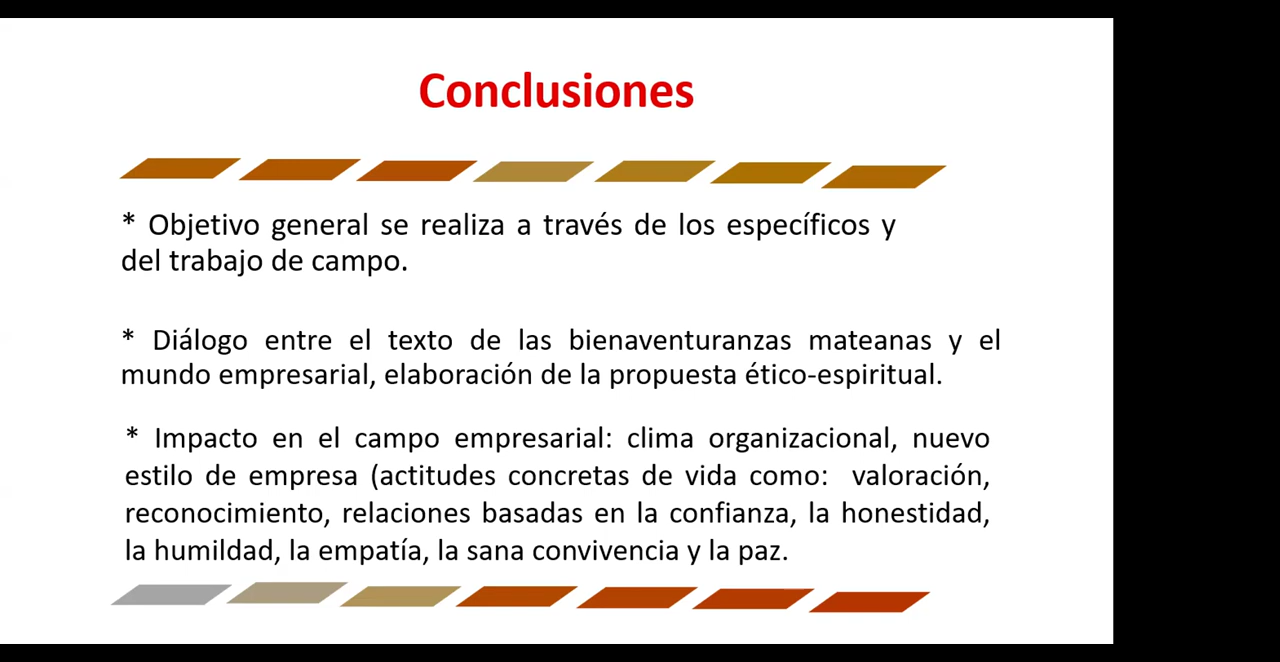 Conclusiones
* Objetivo general se realiza a través de los específicos y
del trabajo de campo.
* Diálogo entre el texto de las bienaventuranzas mateanas y el
mundo empresarial, elaboración de la propuesta ético-espiritual.
* Impacto en el campo empresarial: clima organizacional, nuevo
estilo de empresa (actitudes concretas de vida como: valoración,
reconocimiento, relaciones basadas en la confianza, la honestidad,
la humildad, la empatía, la sana convivencia y la paz.